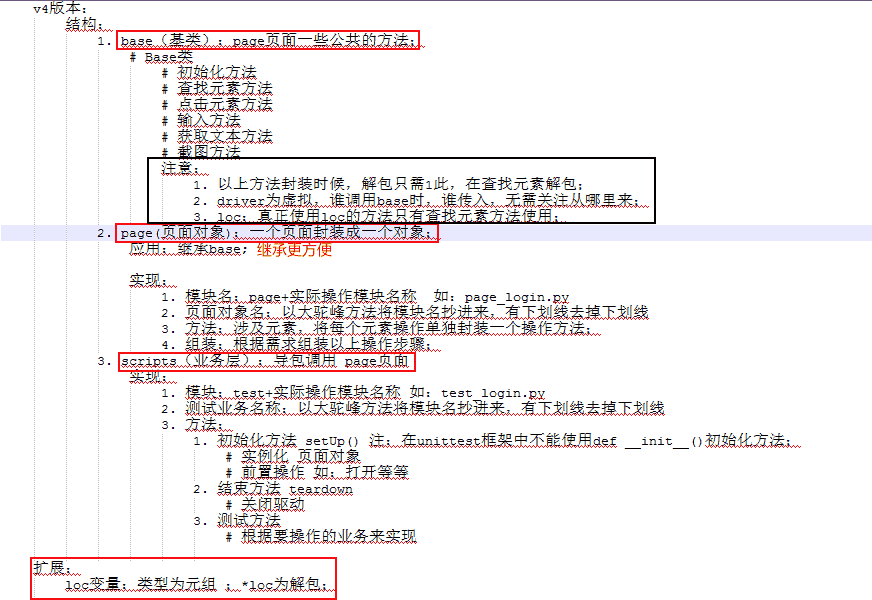 v4版本:
结构:
1. base（基类）: page页面一些公共的方法;
# Base类
# 初始化方法
# 查找元素方法
# 点击元素方法
# 输入方法
# 获取文本方法
# 截图方法
注意:
1. 以上方法封装时候，解包只需1此，在查找元素解包;
2. driver为虚拟，谁调用base时，谁传入，无需关注从哪里来;
3. loc: 真正使用loc的方法只有查找元素方法使用;
2. page(页面对象): 一个页面封装成一个对象;
应用: 继承base; 继承更方便
实现:
1. 模块名: page+实际操作模块名称 如: page_login.py
2. 页面对象名: 以大驼峰方法将模块名抄进来，有下划线去掉下划线
3. 方法: 涉及元素，将每个元素操作单独封装一个操作方法;
4. 组装: 根据需求组装以上操作步骤;
3. scripts（业务层）: 导包调用 page页面
实现:
1. 模块: test+实际操作模块名称 如: test_login.py
2. 测试业务名称: 以大驼峰方法将模块名抄进来，有下划线去掉下划线
3. 方法:
1. 初始化方法 setUp() 注: 在unittest框架中不能使用def __init__()初始化方法;
# 实例化 页面对象
# 前置操作 如: 打开等等
2. 结束方法 teardown
# 关闭驱动
3. 测试方法
# 根据要操作的业务来实现
扩展:
loc变量: 类型为元组 ; *loc为解包;